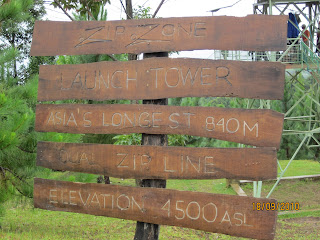 ZIP ZONE
LAUNCH TOWER
ASIA'S LONGEST 840M
DUAL ZIP LINE
ELEVATION 4500ASL